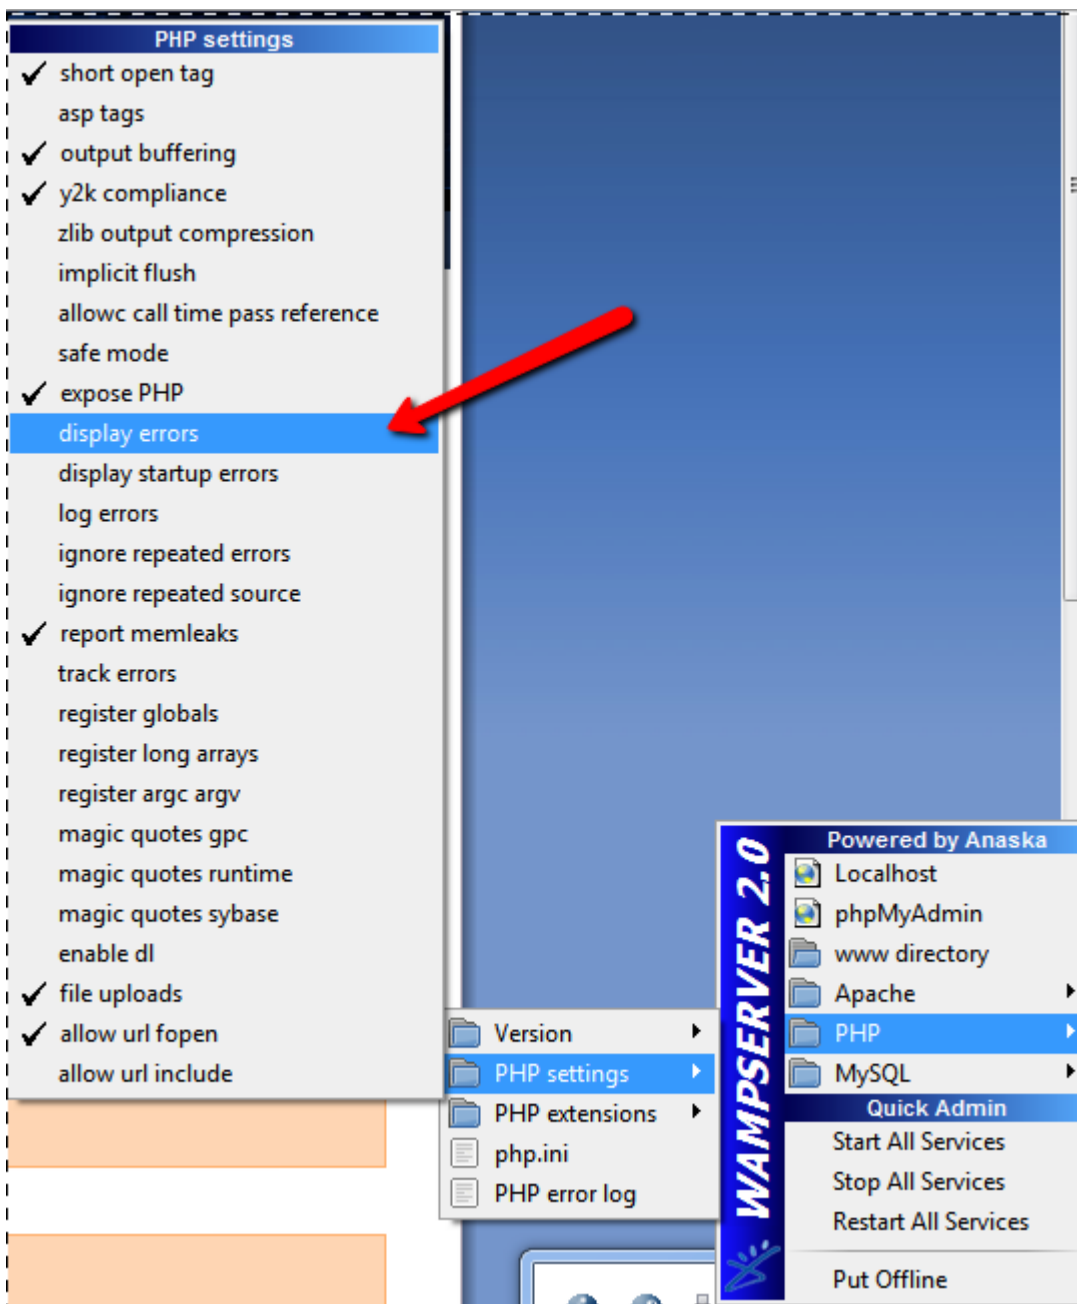 PHP settings
short open tag
asp tags
output buffering
y2k compliance
zlib output compression
implicit flush
allowc call time pass reference
safe mode
expose PHP
display errors
display startup errors
log errors
ignore repeated errors
ignore repeated source
report memleaks
track errors
register globals
register long arrays
register argc argv
magic quotes gpc
magic quotes runtime
magic quotes sybase
enable dl
file uploads
allow url fopen
allow url include
Version
PHP settings
PHP extensions
php.ini
PHP error log
WAMPSERVER 2.0
Powered by Anaska
Localhost
phpMyAdmin
www directory
Apache
PHP
MySQL
Quick Admin
Start All Services
Stop All Services
Restart All Services
Put Offline